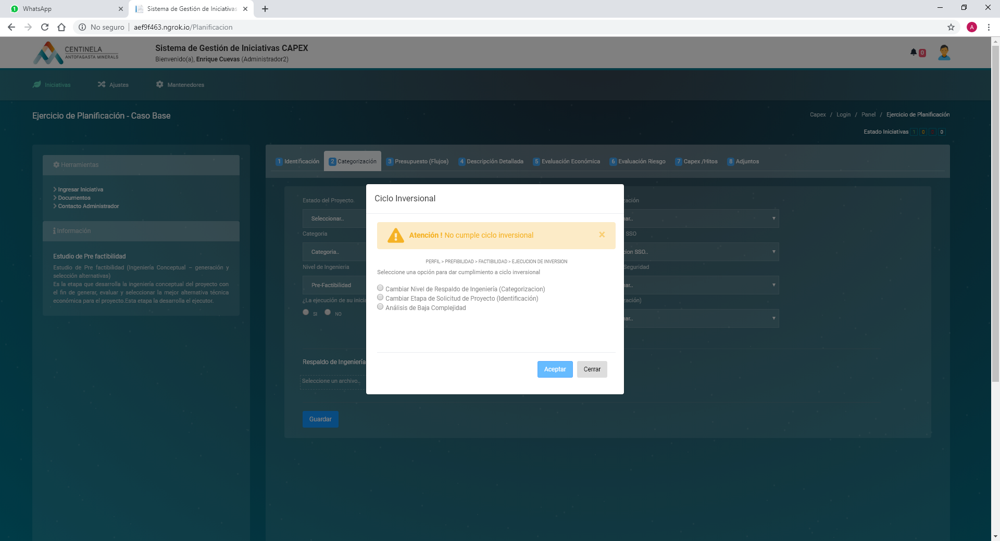 WhatsApp
Sistema de Gestión de Iniciativas
No seguro
aef9f463.ngrok.io/Planificacion
A
CENTINELA
ANTOFAGASTA MINERALS
Sistema de Gestión de Iniciativas CAPEX
Bienvenido(a), Enrique Cuevas (Administrador2)
0
Iniciativas
Ajustes
Mantenedores
Ejercicio de Planificación - Caso Base
Capex / Login / Panel / Ejercicio de Planificación
Estado Iniciativas 1 0 0
Herramientas
Ingresar Iniciativa
Documentos
Contacto Administrador
Información
Estudio de Pre factibilidad
Estudio de Pre factibilidad (Ingeniería Conceptual – generación y
selección alternativas)
Es la etapa que desarrolla la ingeniería conceptual del proyecto con
el fin de generar, evaluar y seleccionar la mejor alternativa técnica
económica para el proyecto.Esta etapa la desarrolla el ejecutor.
1 Identificación
2 Categorización
3 Presupuesto (Flujos)
4 Descripción Detallada
5 Evaluación Económica
6 Evaluación Riesgo
7 Capex /Hitos
8 Adjuntos
Estado del Proyecto.
zación
Seleccionar..
ar..
Categoria
SSO
Categoria..
cion SSO..
Nivel de Ingenieria
Seguridad
Pre-Factibilidad
ar..
¿La ejecución de su inicia
zación)
SI
NO
ar..
Respaldo de Ingeniería
Seleccione un archivo..
Guardar
Ciclo Inversional
Atención ! No cumple ciclo inversional
PERFIL > PREFIBILIDAD > FACTIBILIDAD > EJECUCION DE INVERSION
Seleccione una opción para dar cumplimiento a ciclo inversional
Cambiar Nivel de Respaldo de Ingeniería (Categorizacion)
Cambiar Etapa de Solicitud de Proyecto (Identificación)
Análisis de Baja Complejidad
Aceptar
Cerrar